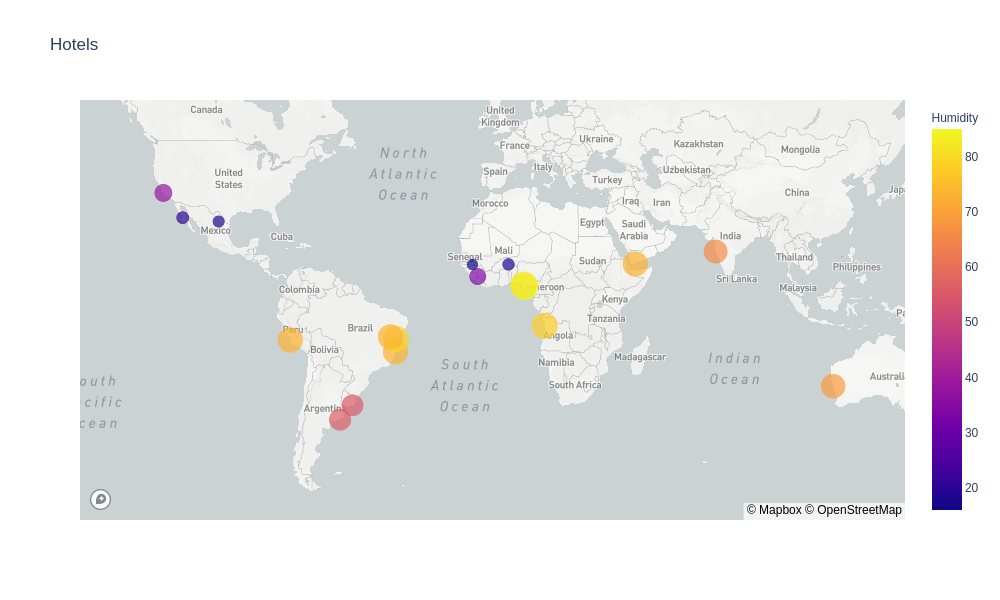 Hotels
Humidity
80
70
60
50
40
30
20
Canada
United
States
Mexico
Cuba
North
Atlantic
Ocean
United
Kingdom
France
Spain
Italy
Ukraine
Turkey
Morocco
Kazakhstan
Uzbekistan
Mongolia
China
Iraq
Iran
Egypt
Saudi
Arabia
Mali
Senegal
Sudan
India
Thailand
Philippines
Sri Lanka
Malaysia
Colombia
Peru
Brazil
Bolivia
Argentin
South
Atlantic
Ocean
eroon
Kenya
Tanzania
Angola
Namibia
Madagascar
South Africa
Indian
Ocean
Australi
Japa
Pa
outh
cific
cean
© Mapbox © OpenStreetMap